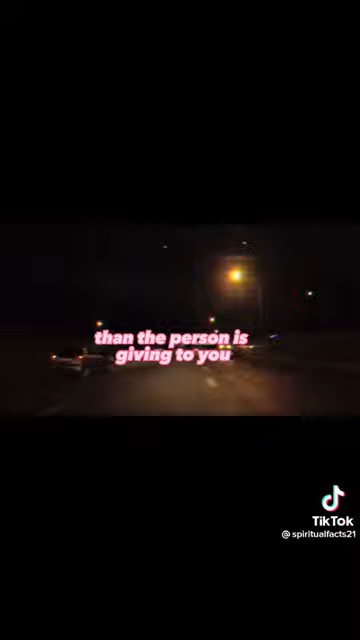 than the person is
giving to you
TikTok
@spiritualfacts21